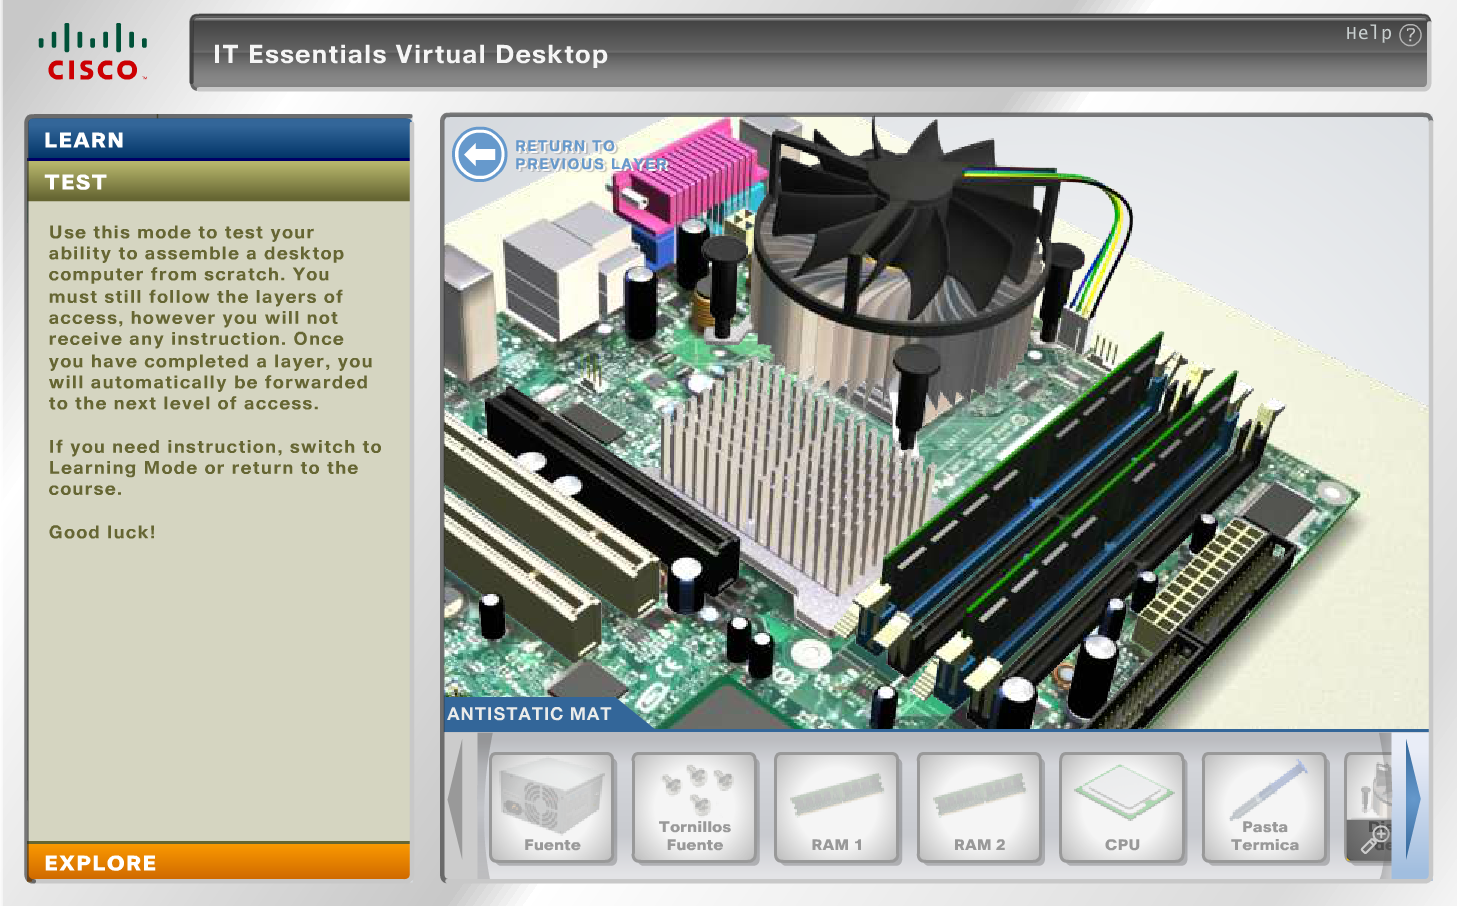 CISCO
IT Essentials Virtual Desktop
Help ?
LEARN
TEST
Use this mode to test your
ability to assemble a desktop
computer from scratch. You
must still follow the layers of
access, however you will not
receive any instruction. Once
you have completed a layer, you
will automatically be forwarded
to the next level of access.
If you need instruction, switch to
Learning Mode or return to the
course.
Good luck!
EXPLORE
RETURN TO
PREVIOUS LAYER
ANTISTATIC MAT
Fuente
Tornillos
Fuente
RAM 1
RAM 2
CPU
Pasta
Termica